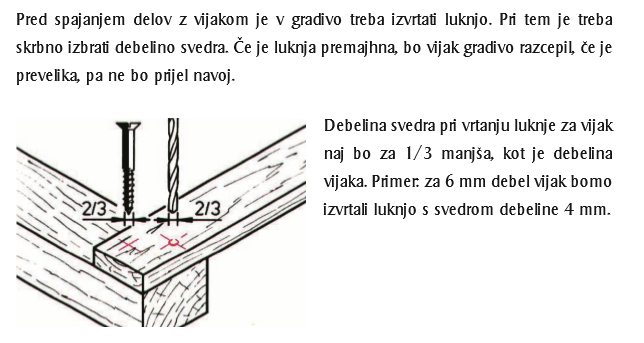 Pred spajanjem delov z vijakom je v gradivo treba izvrtati luknjo. Pri tem je treba
skrbno izbrati debelino svedra. Če je luknja premajhna, bo vijak gradivo razcepil, če je
prevelika, pa ne bo prijel navoj.
Debelina svedra pri vrtanju luknje za vijak
naj bo za 1/3 manjša, kot je debelina
vijaka. Primer: za 6 mm debel vijak bomo
izvrtali luknjo s svedrom debeline 4 mm.
2/3 2/3